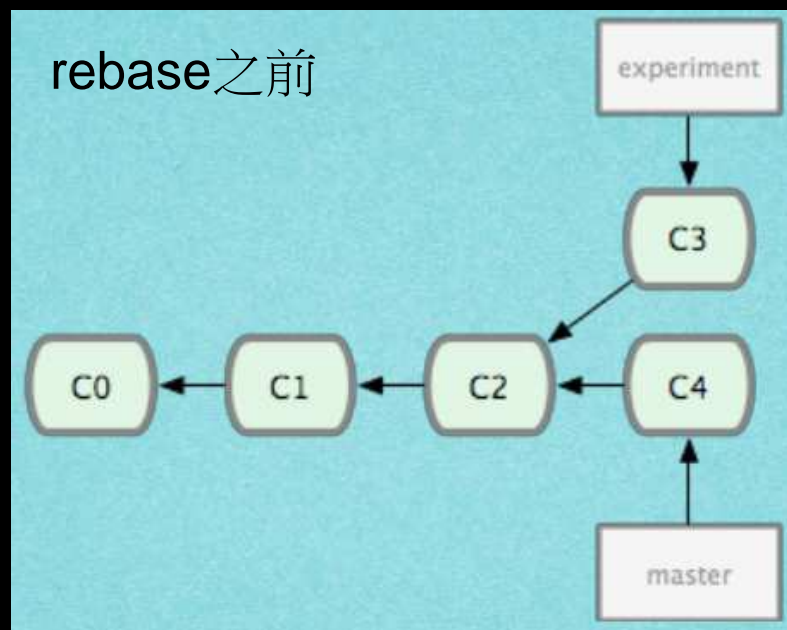 rebase之前
experiment
C3
C0
C1
C2
C4
master